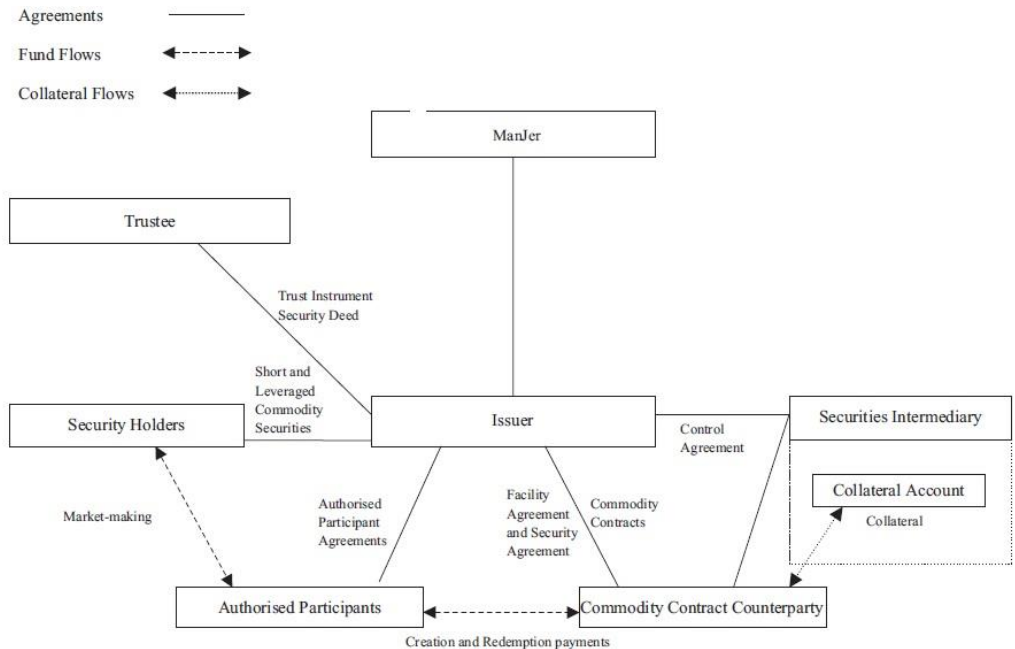 Agreements
Fund Flows
Collateral Flows
ManJer
Trustee
Trust Instrument
Security Deed
Short and
Leveraged
Commodity
Securities
Security Holders
Issuer
Securities Intermediary
Control
Agreement
Collateral Account
Collateral
Market-making
Authorised
Participant
Agreements
Facility
Agreement
and Security
Agreement
Commodity
Contracts
Authorised Participants
Commodity Contract Counterparty
Creation and Redemption payments